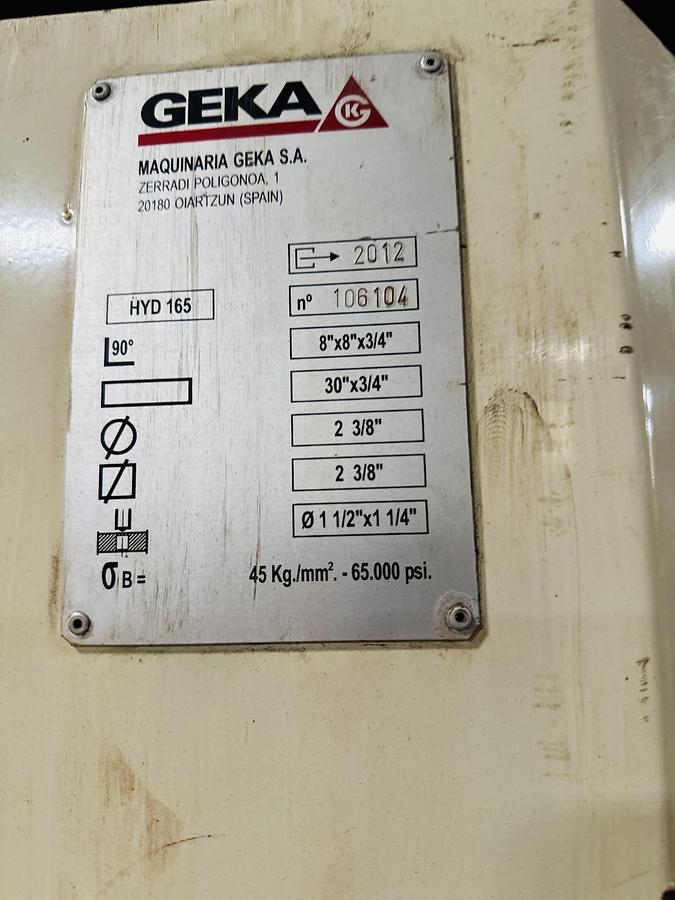 GEKA
GK
MAQUINARIA GEKA S.A.
ZERRADI POLIGONOA, 1
20180 OIARTZUN (SPAIN)
2012
HYD 165
nº 106104
90° 8"x8"x3/4"
30"x3/4"
2 3/8"
2 3/8"
Ø 1 1/2"x1 1/4"
σ B = 45 Kg./mm². - 65.000 psi.